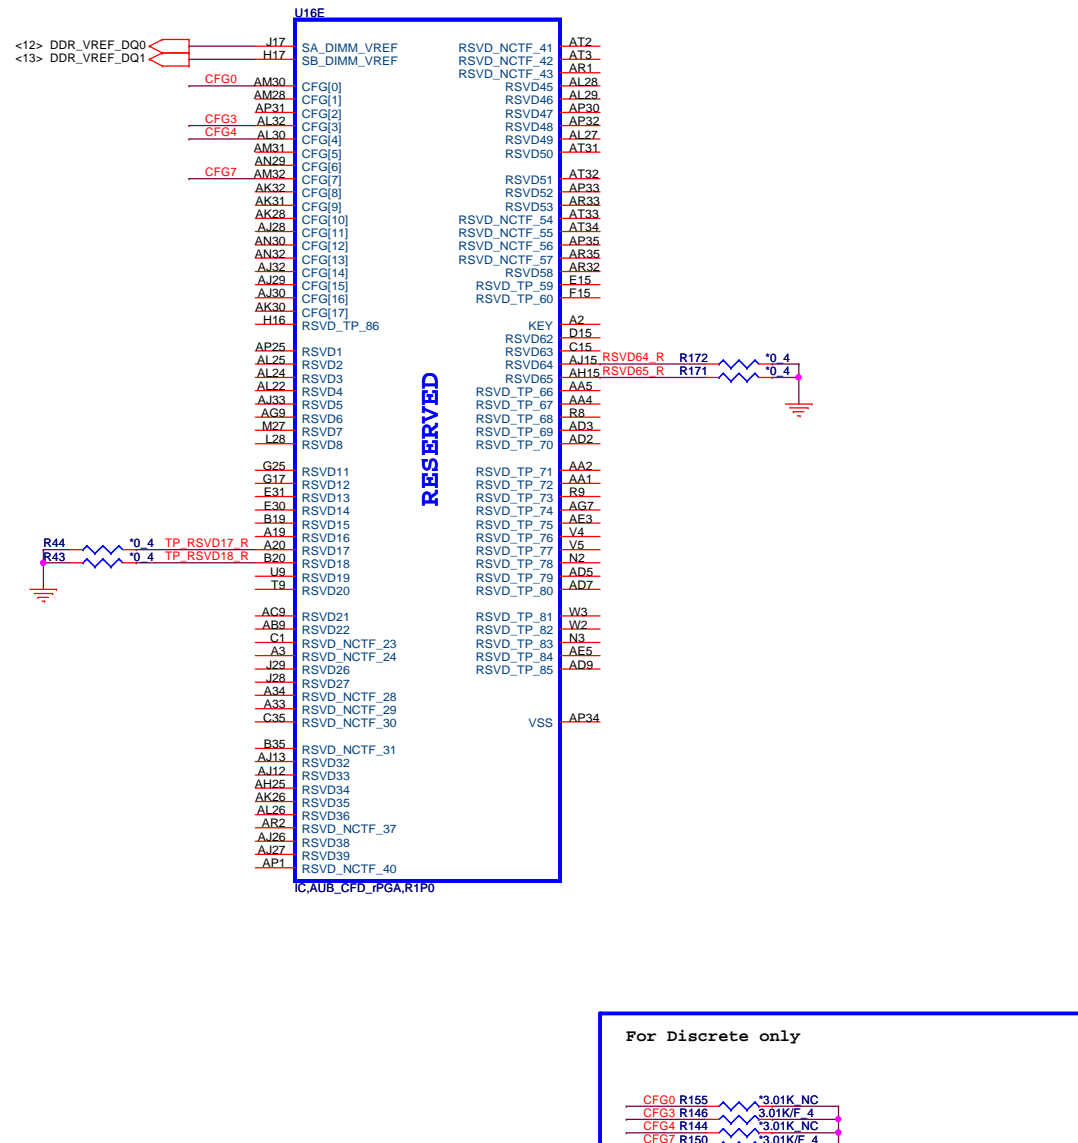 U16E
<12> DDR_VREF_DQ0
<13> DDR_VREF_DQ1
J17 SA_DIMM_VREF
H17 SB_DIMM_VREF
CFG0 AM30 CFG[0]
AM28 CFG[1]
AP31 CFG[2]
CFG3 AL32 CFG[3]
CFG4 AL30 CFG[4]
AM31 CFG[5]
AN29 CFG[6]
CFG7 AM32 CFG[7]
AK32 CFG[8]
AK31 CFG[9]
AK28 CFG[10]
AJ28 CFG[11]
AN30 CFG[12]
AN32 CFG[13]
AJ32 CFG[14]
AJ29 CFG[15]
AJ30 CFG[16]
AK30 CFG[17]
H16 RSVD_TP_86
AP25 RSVD1
AL25 RSVD2
AL24 RSVD3
AL22 RSVD4
AJ33 RSVD5
AG9 RSVD6
M27 RSVD7
L28 RSVD8
G25 RSVD11
G17 RSVD12
E31 RSVD13
E30 RSVD14
B19 RSVD15
A19 RSVD16
R44 *0_4 TP_RSVD17_R A20 RSVD17
R43 *0_4 TP_RSVD18_R B20 RSVD18
U9 RSVD19
T9 RSVD20
AC9 RSVD21
AB9 RSVD22
C1 RSVD_NCTF_23
A3 RSVD_NCTF_24
J29 RSVD26
J28 RSVD27
A34 RSVD_NCTF_28
A33 RSVD_NCTF_29
C35 RSVD_NCTF_30
B35 RSVD_NCTF_31
AJ13 RSVD32
AJ12 RSVD33
AH25 RSVD34
AK26 RSVD35
AL26 RSVD36
AR2 RSVD_NCTF_37
AJ26 RSVD38
AJ27 RSVD39
AP1 RSVD_NCTF_40
RESERVED
RSVD_NCTF_41 AT2
RSVD_NCTF_42 AT3
RSVD_NCTF_43 AR1
RSVD45 AL28
RSVD46 AL29
RSVD47 AP30
RSVD48 AP32
RSVD49 AL27
RSVD50 AT31
RSVD51 AT32
RSVD52 AP33
RSVD53 AR33
RSVD_NCTF_54 AT33
RSVD_NCTF_55 AT34
RSVD_NCTF_56 AP35
RSVD_NCTF_57 AR35
RSVD58 AR32
RSVD_TP_59 E15
RSVD_TP_60 F15
KEY A2
RSVD62 D15
RSVD63 C15
RSVD64 AJ15 RSVD64_R R172 *0_4
RSVD65 AH15 RSVD65_R R171 *0_4
RSVD_TP_66 AA5
RSVD_TP_67 AA4
RSVD_TP_68 R8
RSVD_TP_69 AD3
RSVD_TP_70 AD2
RSVD_TP_71 AA2
RSVD_TP_72 AA1
RSVD_TP_73 R9
RSVD_TP_74 AG7
RSVD_TP_75 AE3
RSVD_TP_76 V4
RSVD_TP_77 V5
RSVD_TP_78 N2
RSVD_TP_79 AD5
RSVD_TP_80 AD7
RSVD_TP_81 W3
RSVD_TP_82 W2
RSVD_TP_83 N3
RSVD_TP_84 AE5
RSVD_TP_85 AD9
VSS AP34
IC,AUB_CFD_rPGA,R1P0
For Discrete only
CFG0 R155 *3.01K_NC
CFG3 R146 3.01K/F_4
CFG4 R144 *3.01K_NC
CFG7 R150 *3.01K/F_4